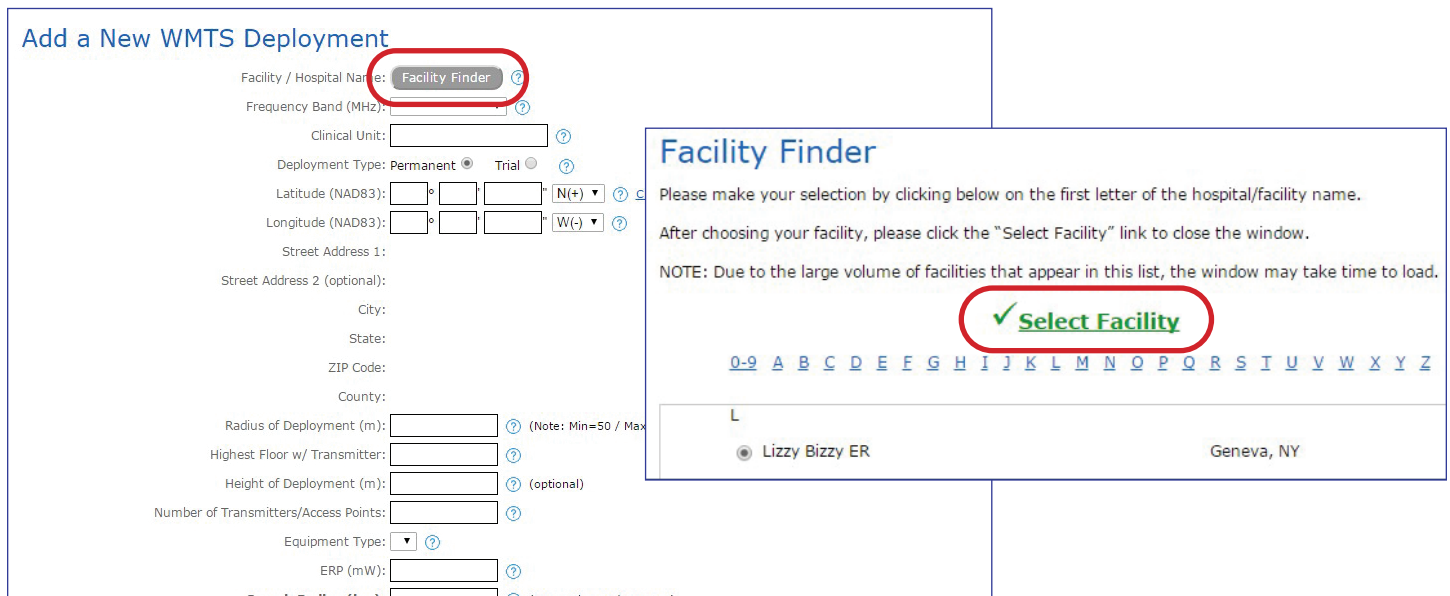 Add a New WMTS Deployment
Facility / Hospital Name: Facility Finder ?
Frequency Band (MHz): ?
Clinical Unit: ?
Deployment Type: Permanent Trial ?
Latitude (NAD83): ° ' " N(+) ▼ ? C
Longitude (NAD83): ° ' " W(-) ▼ ?
Street Address 1:
Street Address 2 (optional):
City:
State:
ZIP Code:
County:
Radius of Deployment (m): ? (Note: Min=50 / Max
Highest Floor w/ Transmitter: ?
Height of Deployment (m): ? (optional)
Number of Transmitters/Access Points: ?
Equipment Type: ▼ ?
ERP (mW): ?
Facility Finder
Please make your selection by clicking below on the first letter of the hospital/facility name.
After choosing your facility, please click the “Select Facility” link to close the window.
NOTE: Due to the large volume of facilities that appear in this list, the window may take time to load.
✓Select Facility
0-9 A B C D E F G H I J K L M N O P Q R S T U V W X Y Z
L
Lizzy Bizzy ER Geneva, NY